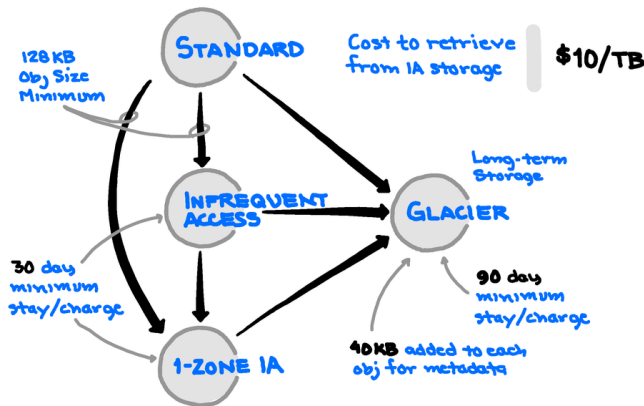 STANDARD
128 KB
Obj Size
Minimum
Cost to retrieve
from IA storage
$10/TB
Long-term
Storage
INFREQUENT
ACCESS
GLACIER
30 day
minimum
stay/charge
90 day
minimum
stay/charge
1-ZONE IA
40KB added to each
obj for metadata